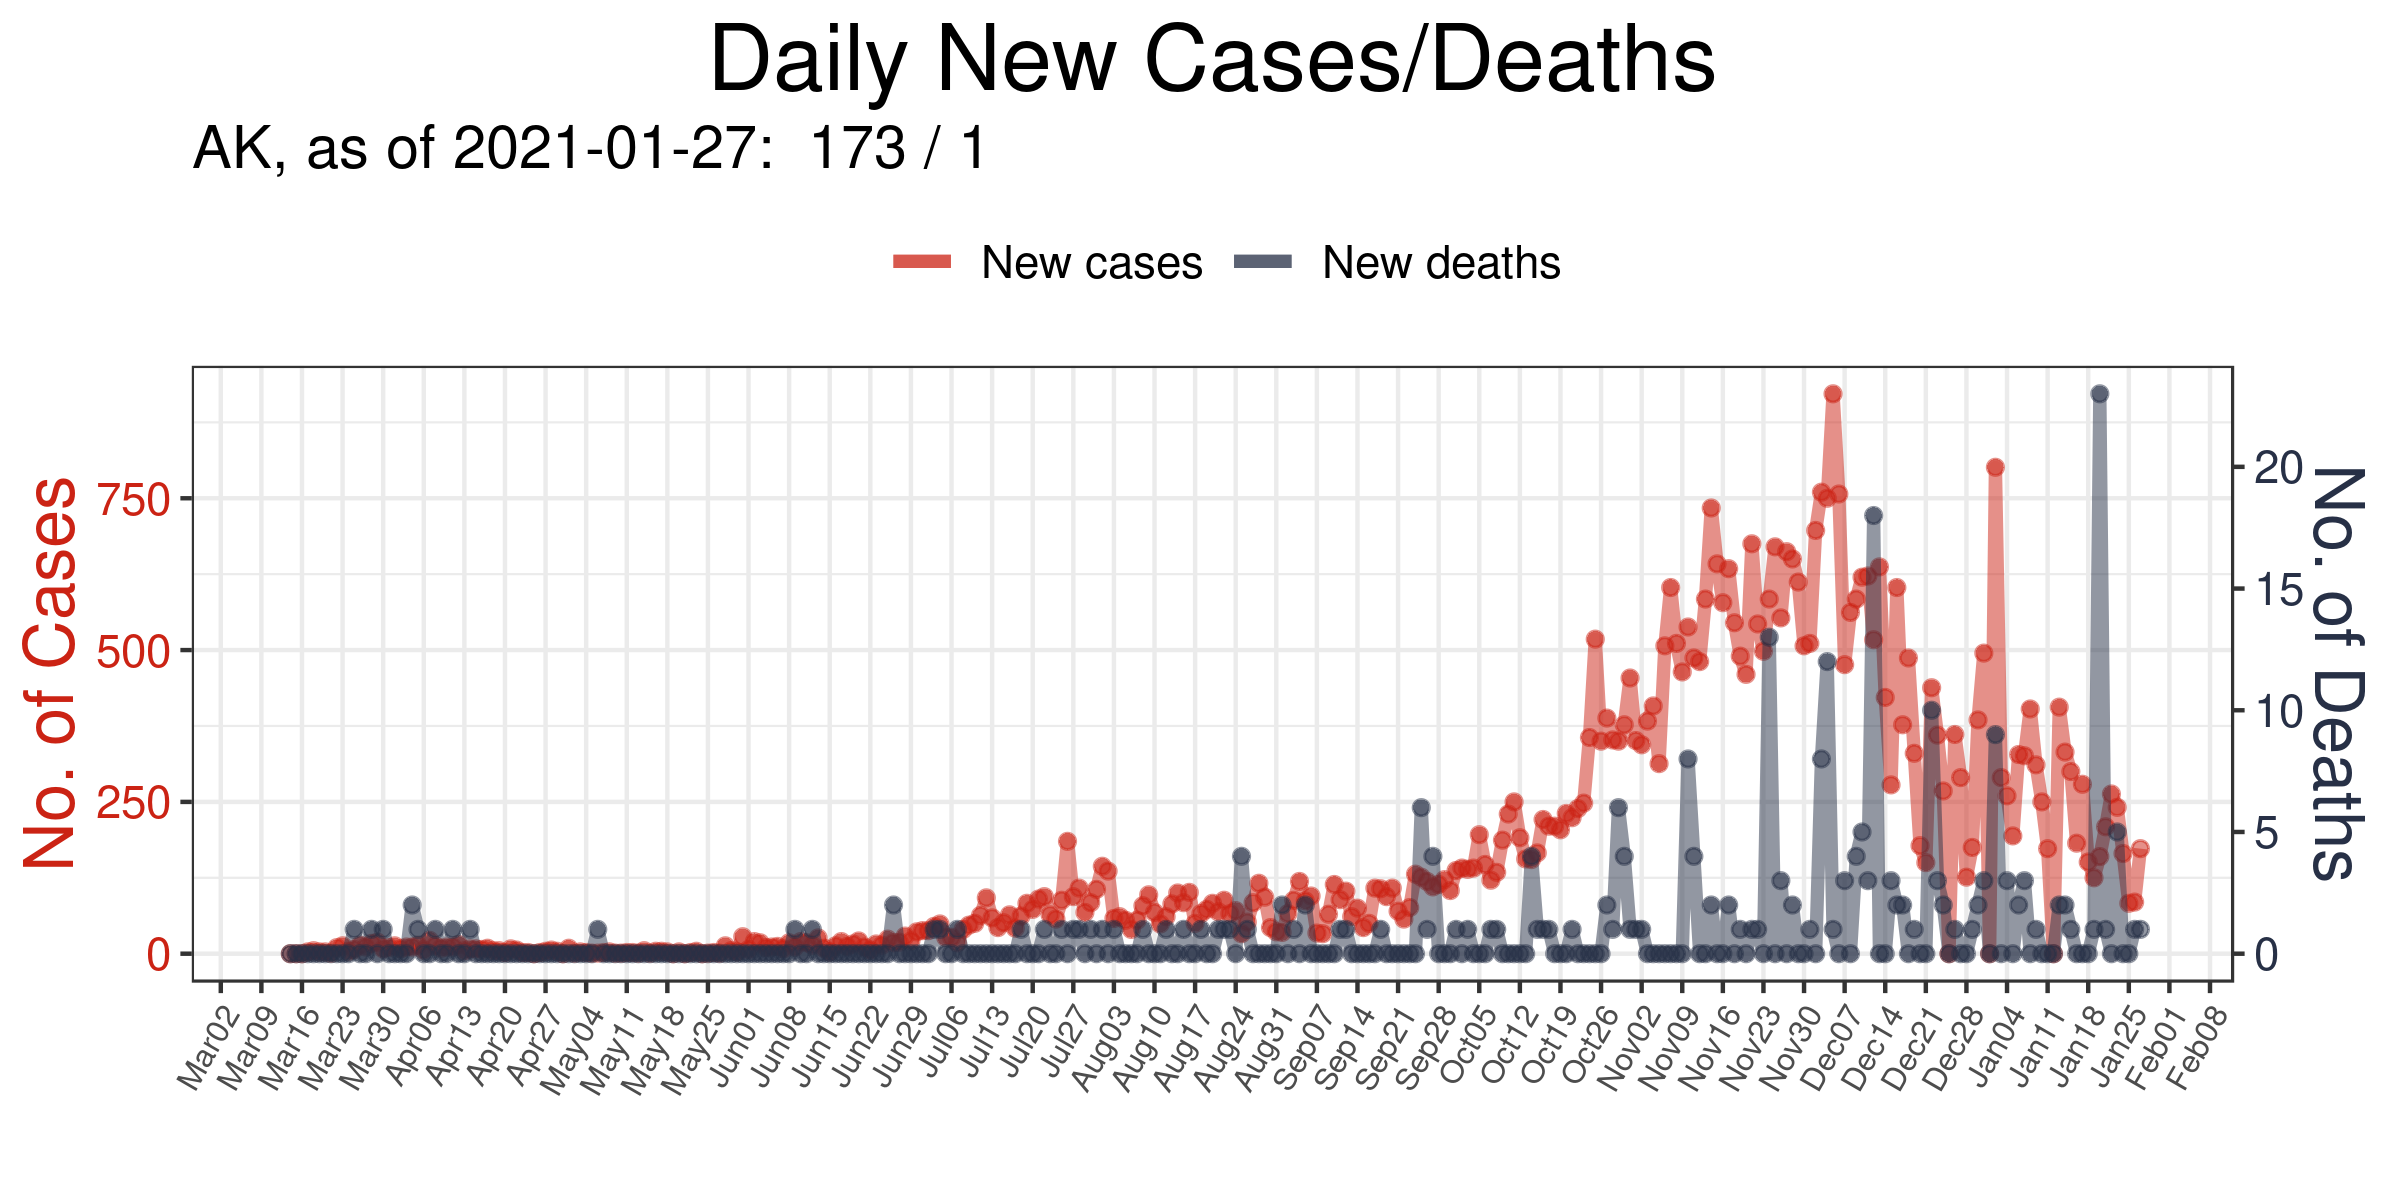 Daily New Cases/Deaths
AK, as of 2021-01-27:  173 / 1
New cases
New deaths
No. of Cases
750
500
250
0
20
15
10
5
0
No. of Deaths
Mar02
Mar09
Mar16
Mar23
Mar30
Apr06
Apr13
Apr20
Apr27
May04
May11
May18
May25
Jun01
Jun08
Jun15
Jun22
Jun29
Jul06
Jul13
Jul20
Jul27
Aug03
Aug10
Aug17
Aug24
Aug31
Sep07
Sep14
Sep21
Sep28
Oct05
Oct12
Oct19
Oct26
Nov02
Nov09
Nov16
Nov23
Nov30
Dec07
Dec14
Dec21
Dec28
Jan04
Jan11
Jan18
Jan25
Feb01
Feb08